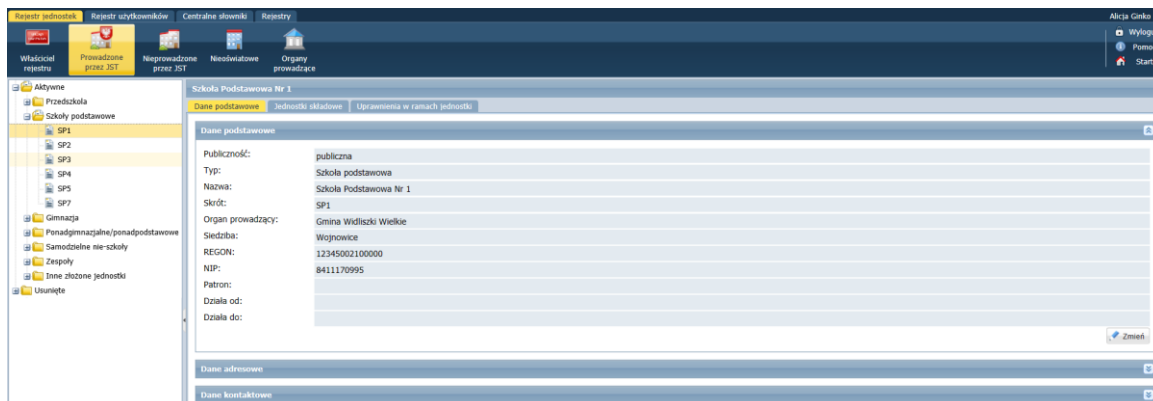 Rejestr jednostek Rejestr użytkowników Centralne słowniki Rejestry Alicja Ginko
Właściciel rejestru
Prowadzone przez JST
Nieprowadzone przez JST
Nieoświatowe
Organy prowadzące
Wylogu
Pomo
Start
Aktywne
Przedszkola
Szkoły podstawowe
SP1
SP2
SP3
SP4
SP5
SP7
Gimnazja
Ponadgimnazjalne/ponadpodstawowe
Samodzielne nie-szkoły
Zespoły
Inne złożone jednostki
Usunięte
Szkoła Podstawowa Nr 1
Dane podstawowe Jednostki składowe Uprawnienia w ramach jednostki
Dane podstawowe
Publiczność: publiczna
Typ: Szkoła podstawowa
Nazwa: Szkoła Podstawowa Nr 1
Skrót: SP1
Organ prowadzący: Gmina Widliszki Wielkie
Siedziba: Wojnowice
REGON: 12345002100000
NIP: 8411170995
Patron:
Działa od:
Działa do:
Zmień
Dane adresowe
Dane kontaktowe